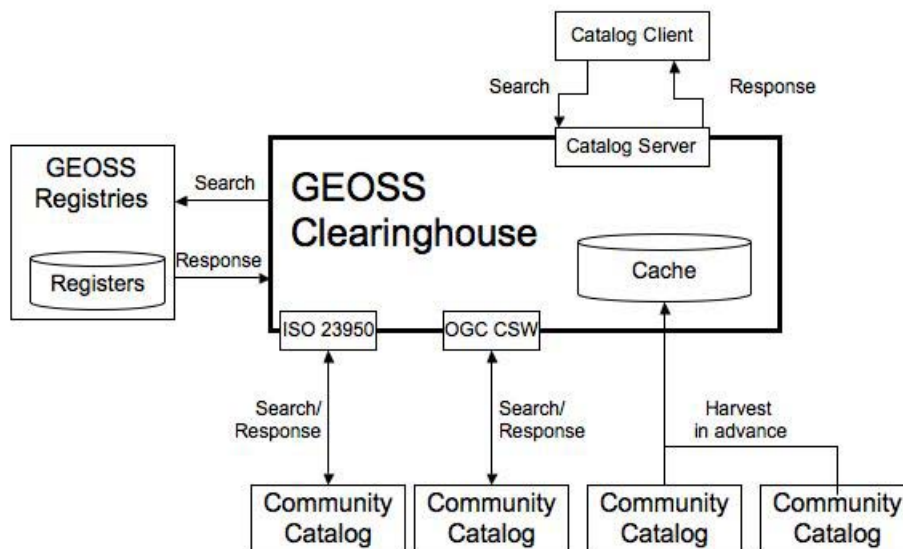 Catalog Client
Search
Response
Catalog Server
GEOSS
Registries
Search
Response
Registers
GEOSS
Clearinghouse
Cache
ISO 23950
OGC CSW
Search/
Response
Search/
Response
Harvest
in advance
Community
Catalog
Community
Catalog
Community
Catalog
Community
Catalog